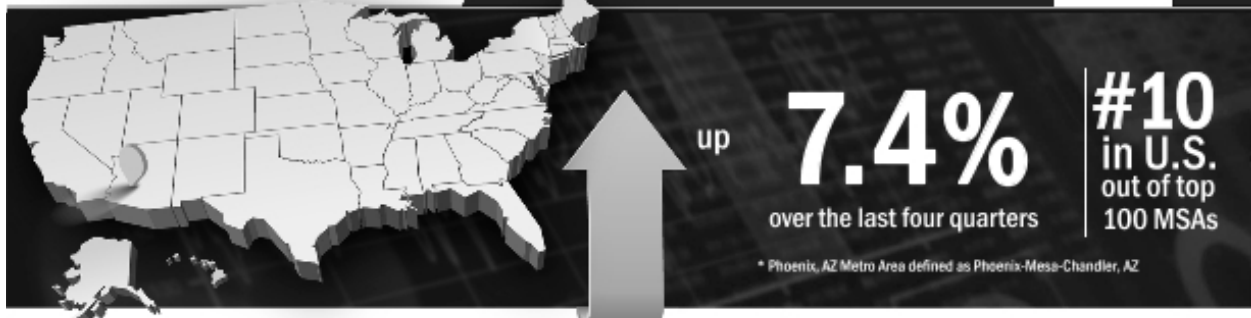 up
7.4%
over the last four quarters
#10
in U.S.
out of top
100 MSAs
* Phoenix, AZ Metro Area defined as Phoenix-Mesa-Chandler, AZ